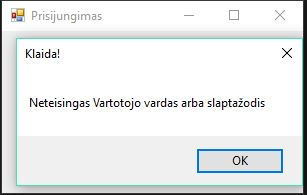 Prisijungimas
Klaida!
Neteisingas Vartotojo vardas arba slaptažodis
OK